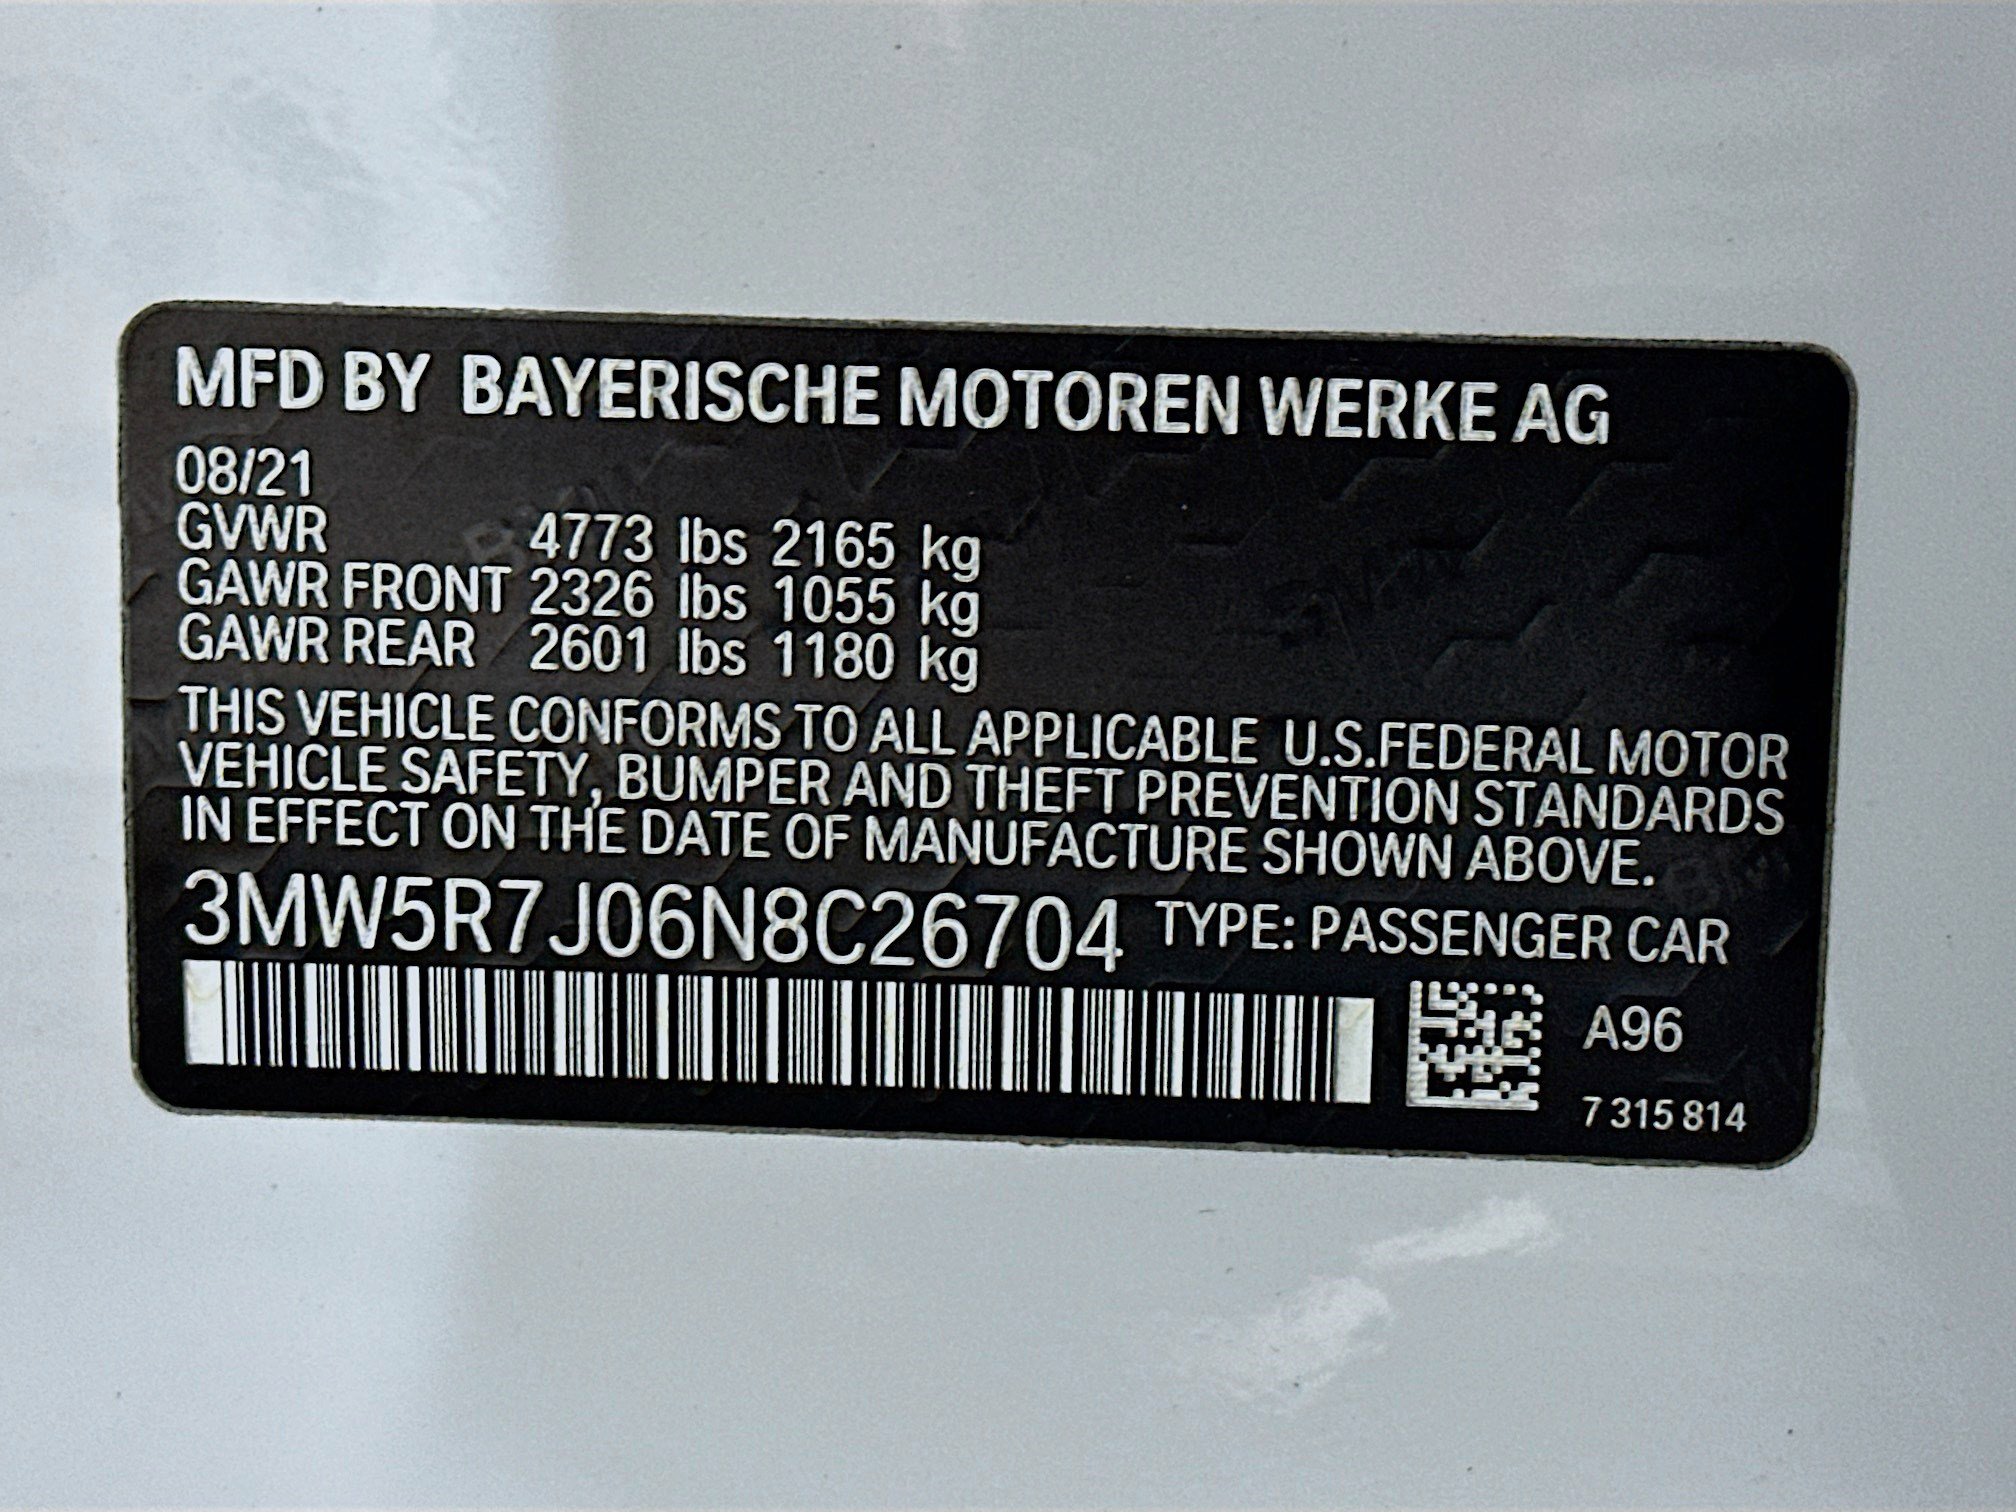 MFD BY BAYERISCHE MOTOREN WERKE AG
08/21
GVWR 4773 lbs 2165 kg
GAWR FRONT 2326 lbs 1055 kg
GAWR REAR 2601 lbs 1180 kg
THIS VEHICLE CONFORMS TO ALL APPLICABLE U.S.FEDERAL MOTOR
VEHICLE SAFETY, BUMPER AND THEFT PREVENTION STANDARDS
IN EFFECT ON THE DATE OF MANUFACTURE SHOWN ABOVE.
3MW5R7J06N8C26704 TYPE: PASSENGER CAR
A96
7 315 814